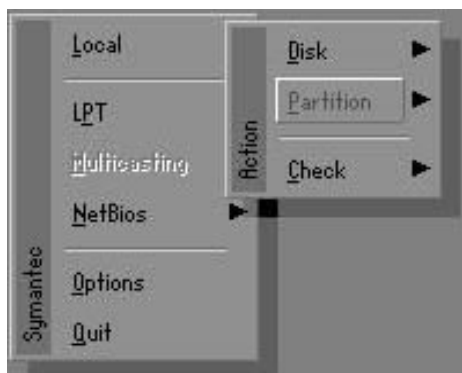 Symantec
Local
LPT
Multicasting
NetBios
Options
Quit
Action
Disk
Partition
Check